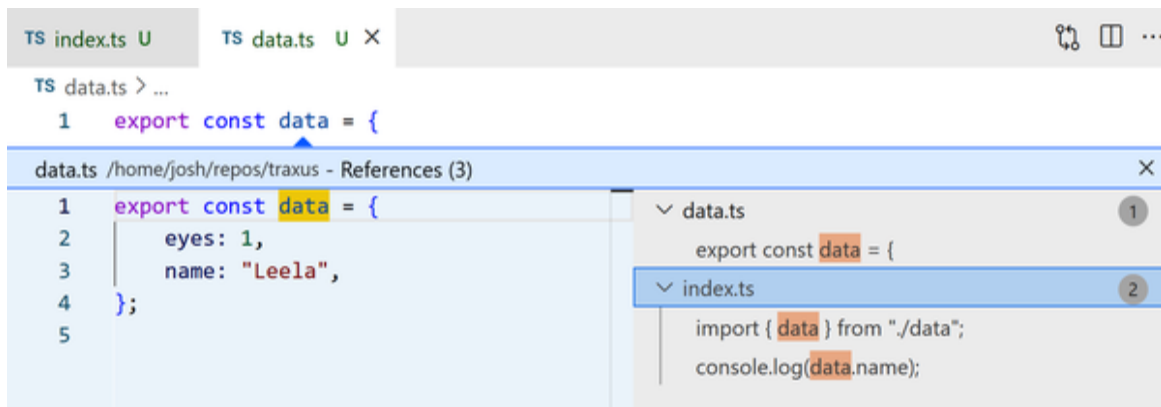 TS index.ts U TS data.ts U ×
TS data.ts > ...
1 export const data = {
data.ts /home/josh/repos/traxus - References (3)
1 export const data = {
2 eyes: 1,
3 name: "Leela",
4 };
5
data.ts 1
export const data = {
index.ts 2
import { data } from "./data";
console.log(data.name);